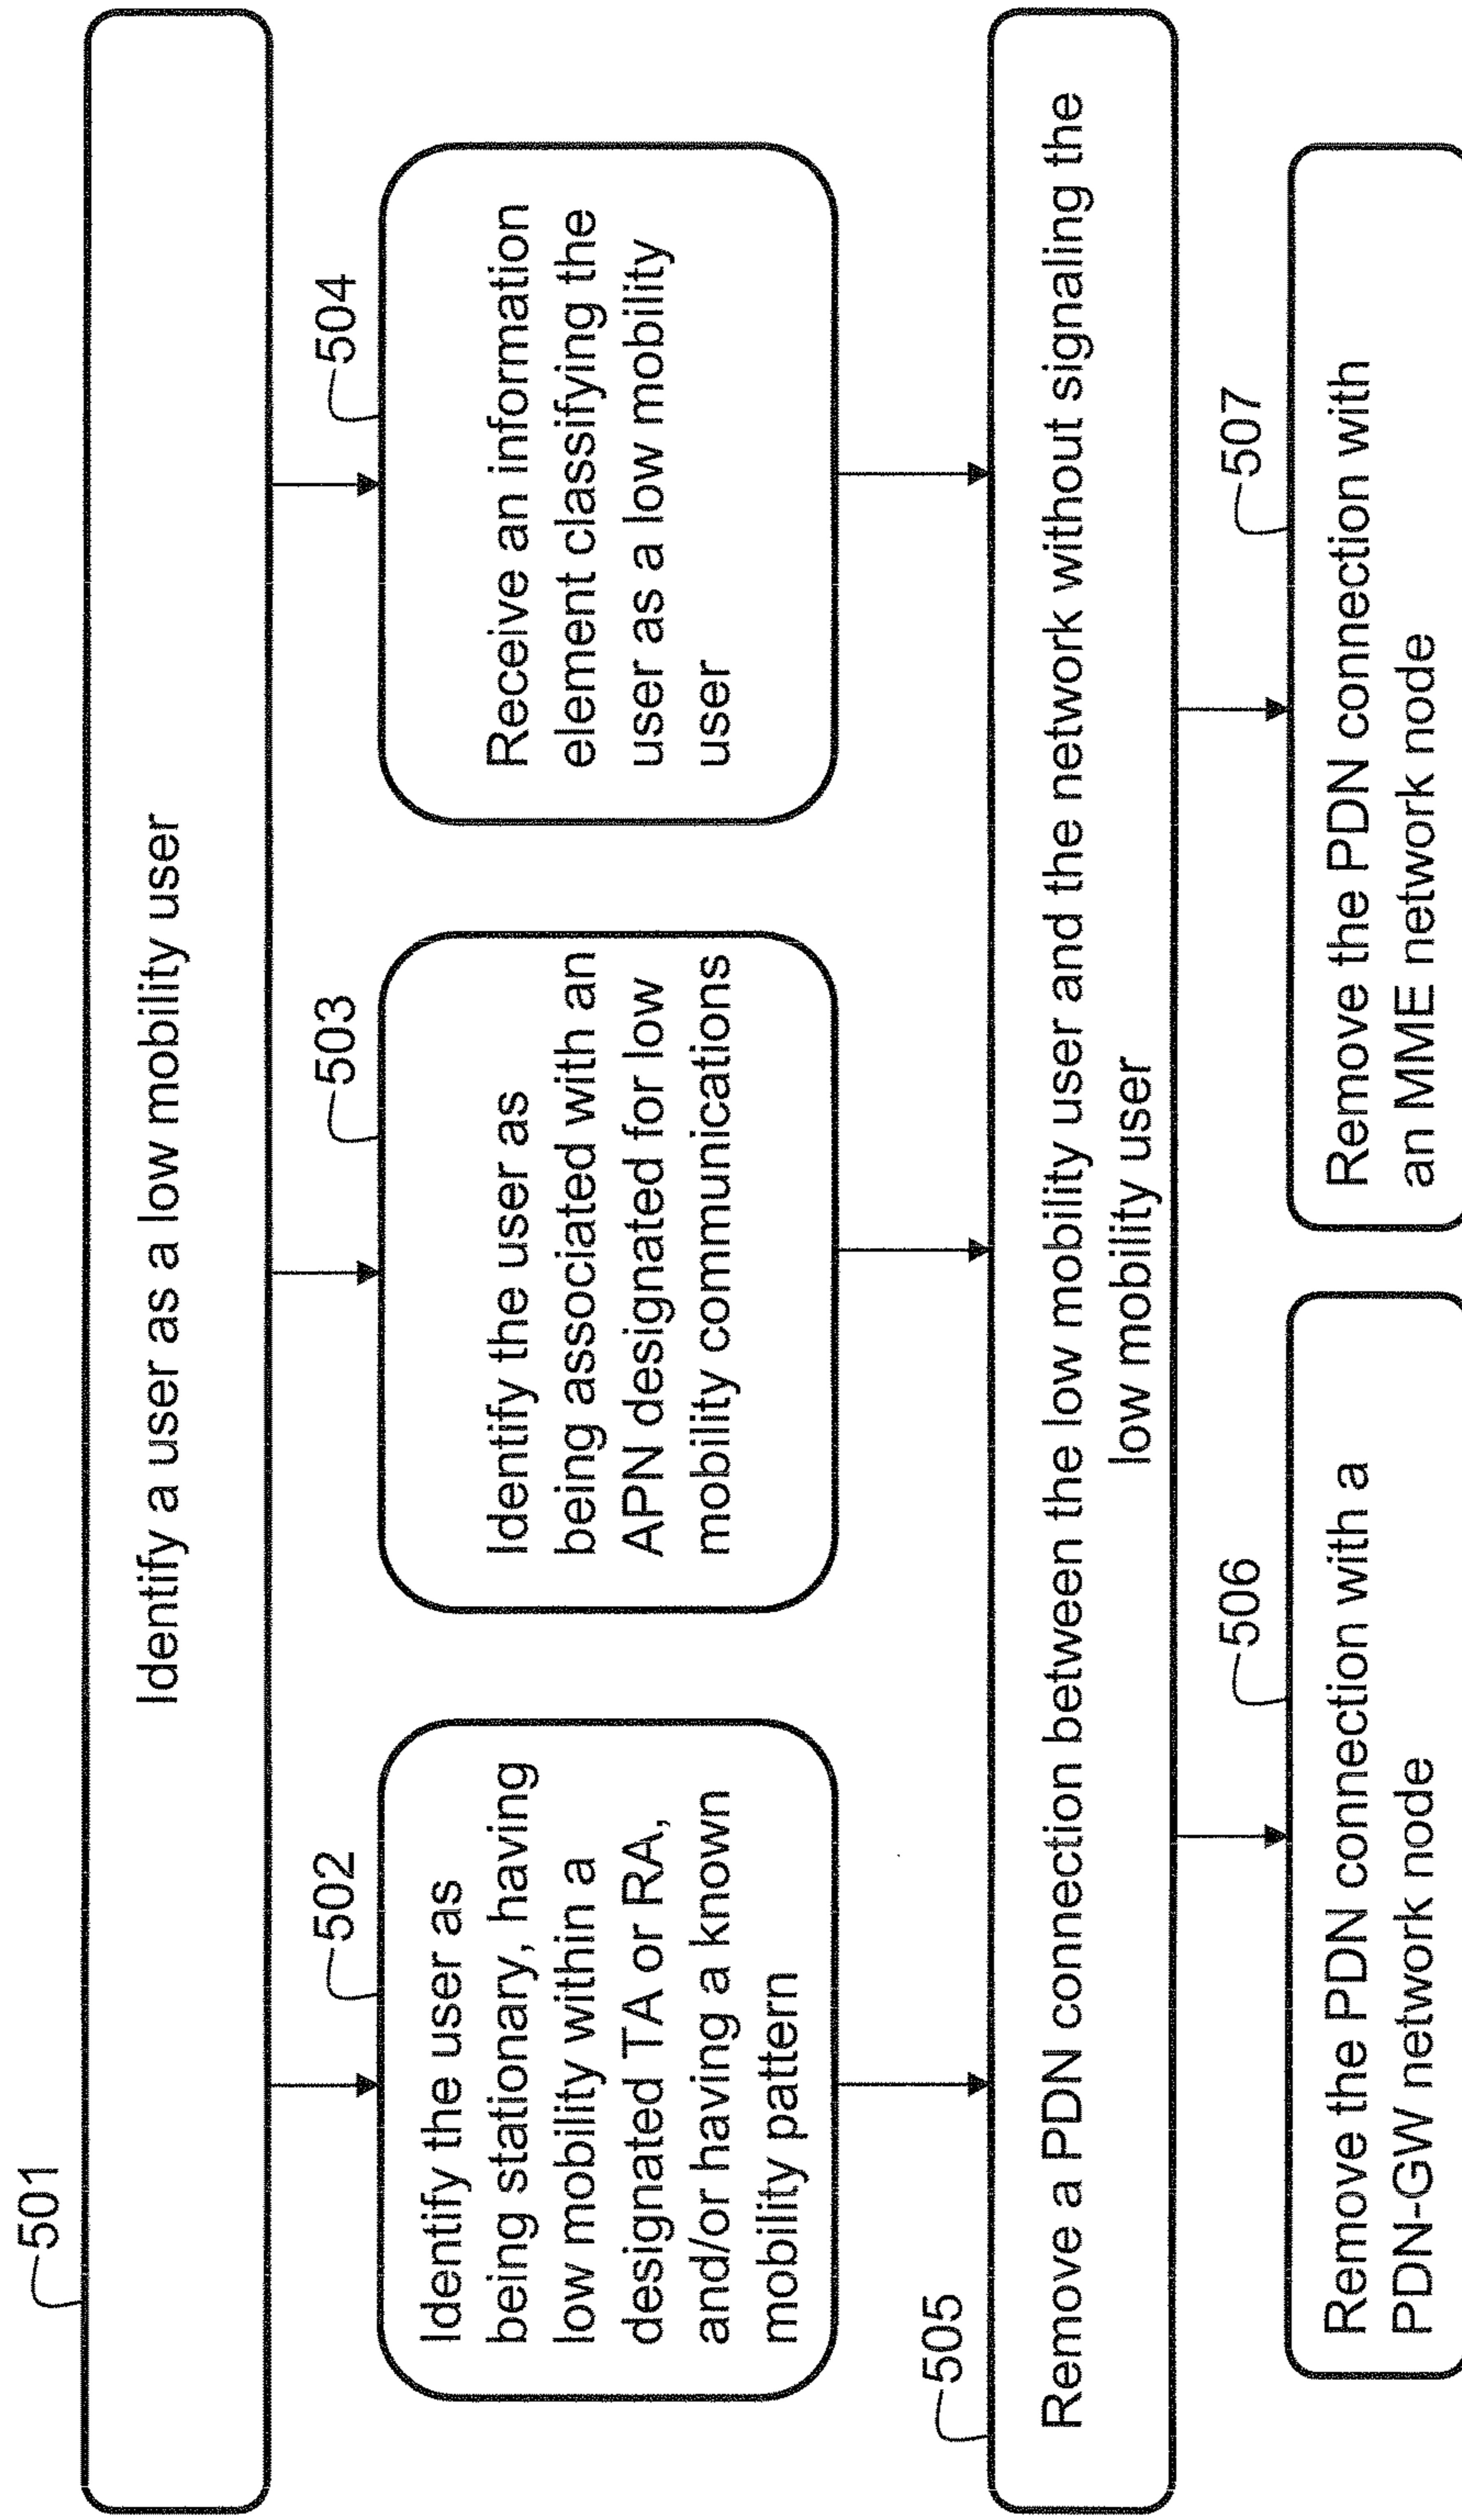 501
Identify a user as a low mobility user
502
Identify the user as
being stationary, having
low mobility within a
designated TA or RA,
and/or having a known
mobility pattern
503
Identify the user as
being associated with an
APN designated for low
mobility communications
504
Receive an information
element classifying the
user as a low mobility
user
505
Remove a PDN connection between the low mobility user and the network without signaling the
low mobility user
506
Remove the PDN connection with a
PDN-GW network node
507
Remove the PDN connection with
an MME network node